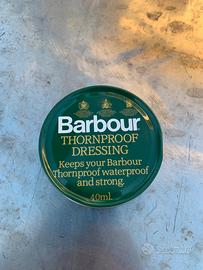 Barbour
THORNPROOF
DRESSING
Keeps your Barbour
Thornproof waterproof
and strong.
40ml.